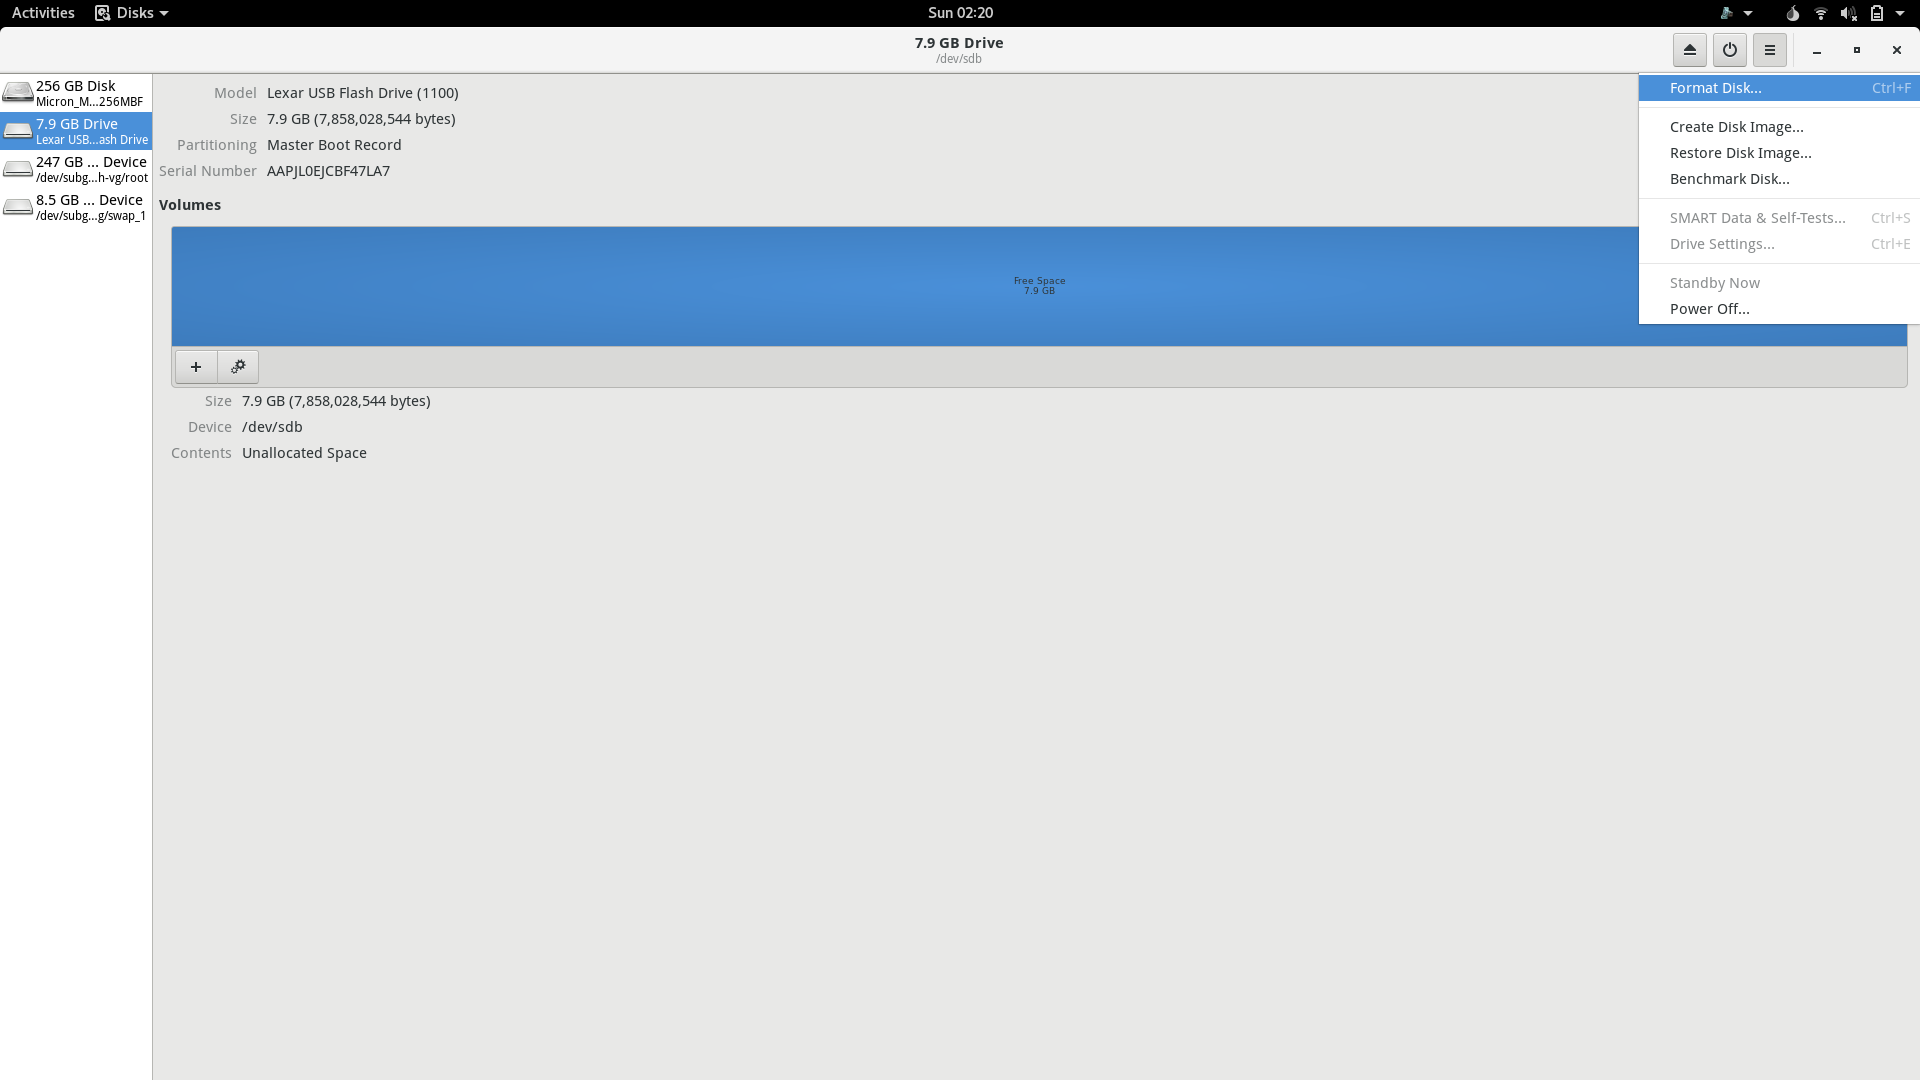 Activities
Disks
Sun 02:20
7.9 GB Drive
/dev/sdb
256 GB Disk
Micron_M...256MBF
7.9 GB Drive
Lexar USB...ash Drive
247 GB ... Device
/dev/subg...h-vg/root
8.5 GB ... Device
/dev/subg...g/swap_1
Model Lexar USB Flash Drive (1100)
Size 7.9 GB (7,858,028,544 bytes)
Partitioning Master Boot Record
Serial Number AAPJL0EJCBF47LA7
Volumes
Free Space
7.9 GB
Size 7.9 GB (7,858,028,544 bytes)
Device /dev/sdb
Contents Unallocated Space
Format Disk... Ctrl+F
Create Disk Image...
Restore Disk Image...
Benchmark Disk...
SMART Data & Self-Tests... Ctrl+S
Drive Settings... Ctrl+E
Standby Now
Power Off...